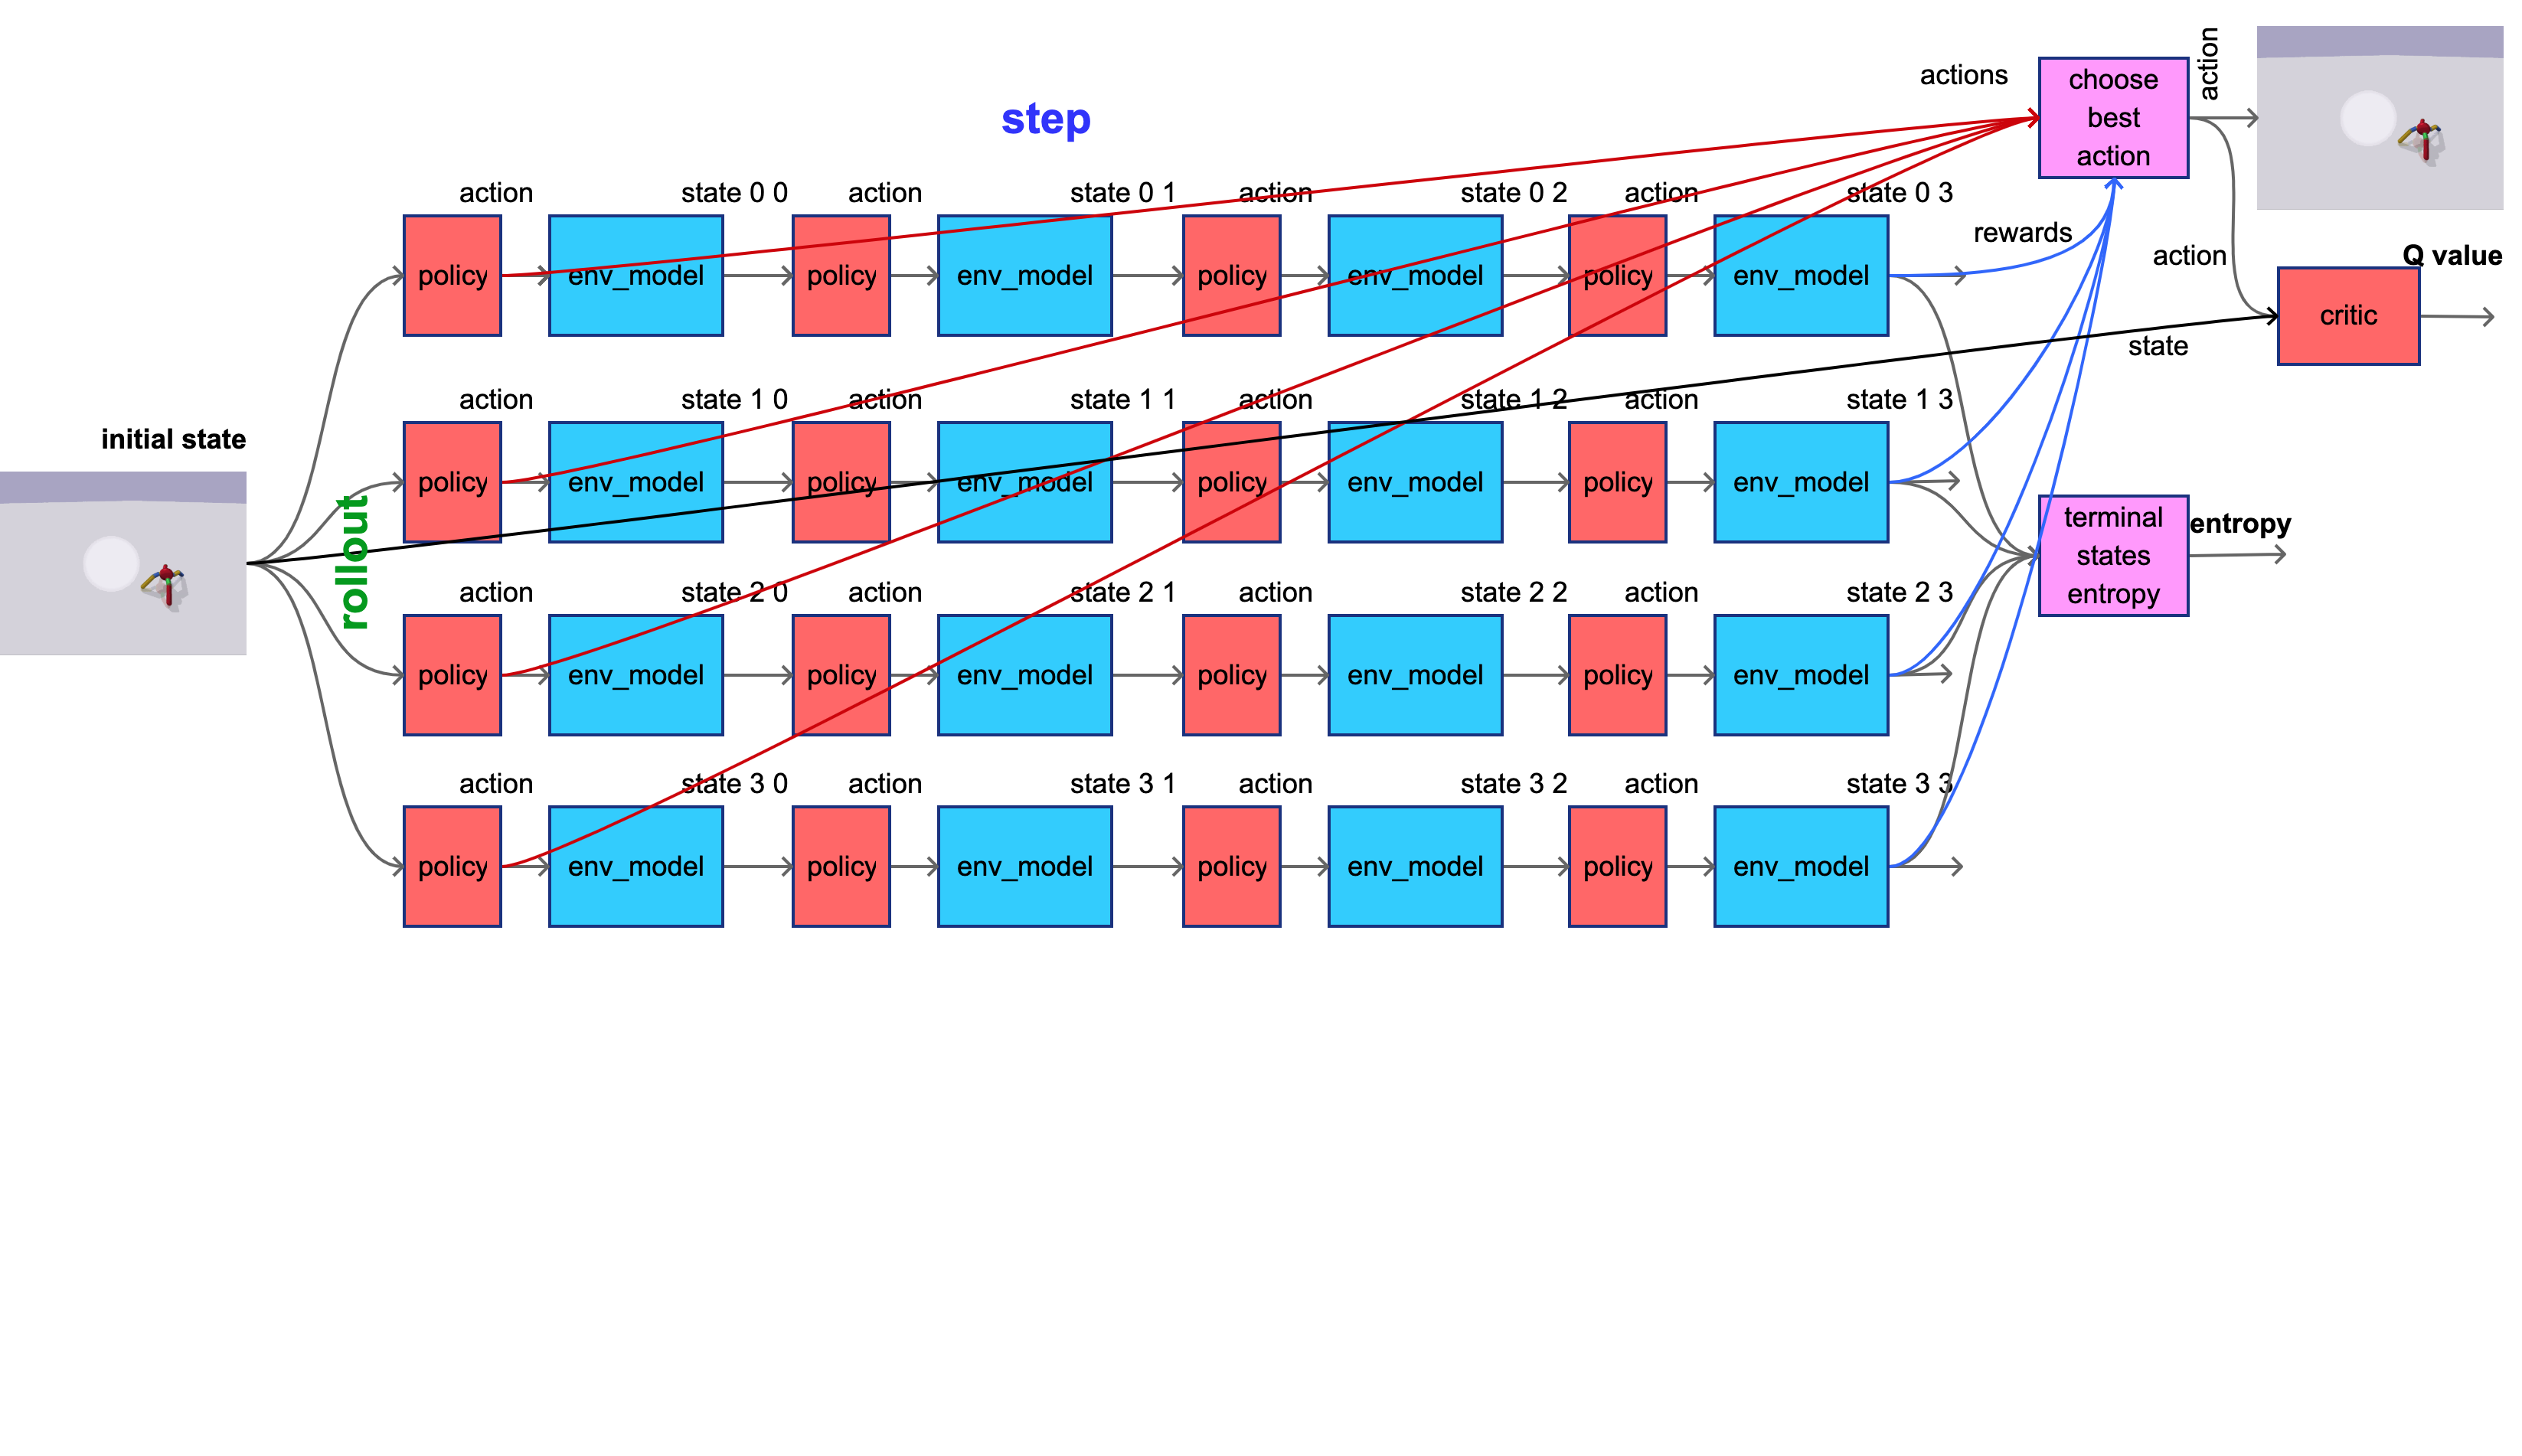 action
actions
choose
best
action
step
action
state 0 0
action
state 0 1
action
state 0 2
action
state 0 3
rewards
action
Q value
policy
env_model
policy
env_model
policy
env_model
policy
env_model
critic
state
action
state 1 0
action
state 1 1
action
state 1 2
action
state 1 3
initial state
policy
env_model
policy
env_model
policy
env_model
policy
env_model
rollout
terminal
states
entropy
entropy
action
state 2 0
action
state 2 1
action
state 2 2
action
state 2 3
policy
env_model
policy
env_model
policy
env_model
policy
env_model
action
state 3 0
action
state 3 1
action
state 3 2
action
state 3 3
policy
env_model
policy
env_model
policy
env_model
policy
env_model